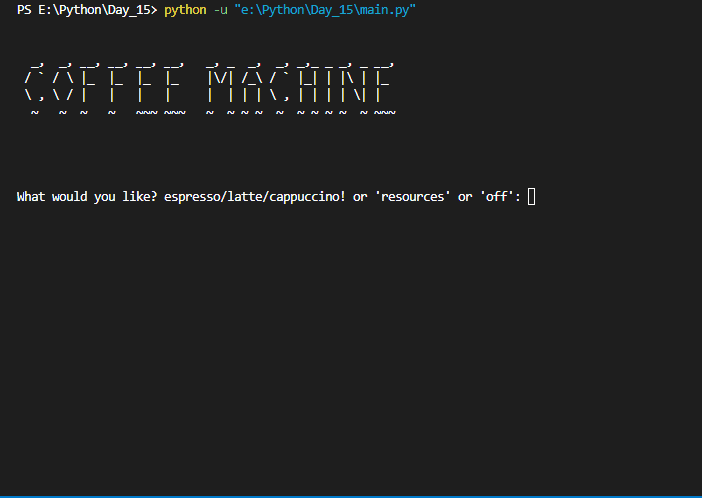 PS E:\Python\Day_15> python -u "e:\Python\Day_15\main.py"
COFFEE MACHINE
What would you like? espresso/latte/cappuccino! or 'resources' or 'off':